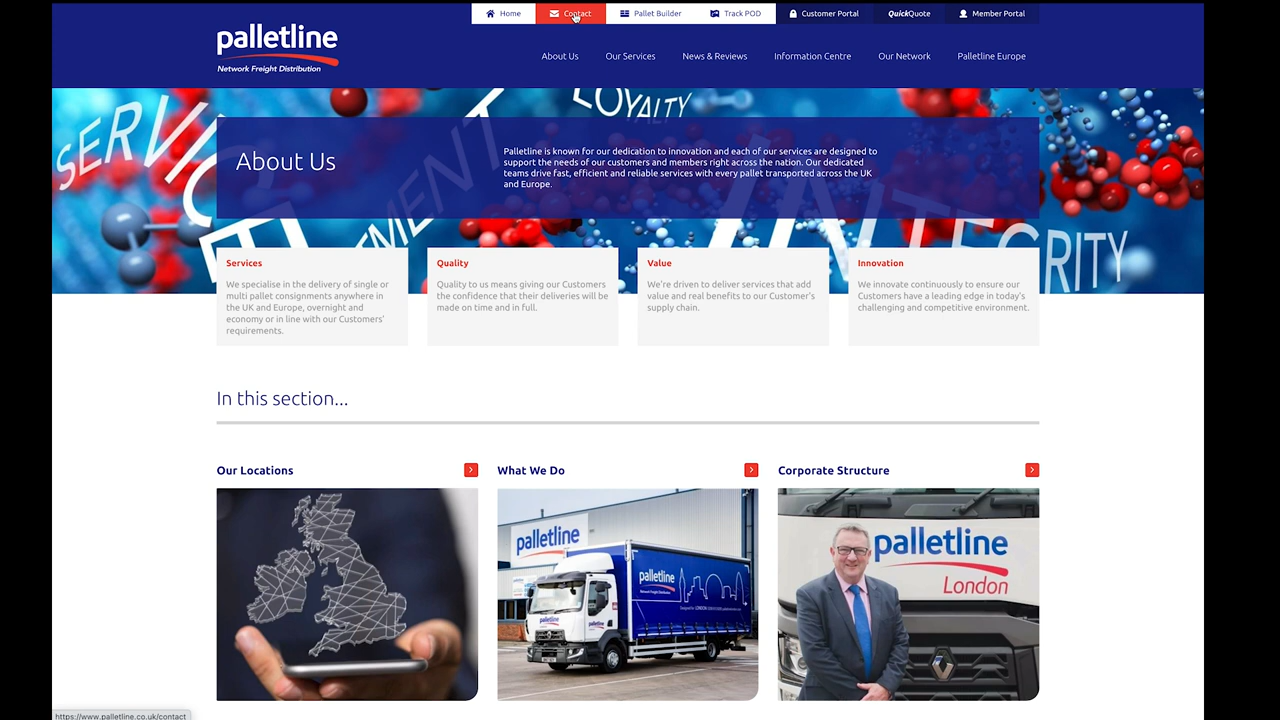 Home
Contact
Pallet Builder
Track POD
Customer Portal
QuickQuote
Member Portal
palletline
Network Freight Distribution
About Us
Our Services
News & Reviews
Information Centre
Our Network
Palletline Europe
SERVICE
LOYALTY
INTEGRITY
About Us
Palletline is known for our dedication to innovation and each of our services are designed to
support the needs of our customers and members right across the nation. Our dedicated
teams drive fast, efficient and reliable services with every pallet transported across the UK
and Europe.
Services
We specialise in the delivery of single or
multi pallet consignments anywhere in
the UK and Europe, overnight and
economy or in line with our Customers'
requirements.
Quality
Quality to us means giving our Customers
the confidence that their deliveries will be
made on time and in full.
Value
We're driven to deliver services that add
value and real benefits to our Customer's
supply chain.
Innovation
We innovate continuously to ensure our
Customers have a leading edge in today's
challenging and competitive environment.
In this section...
Our Locations
What We Do
Corporate Structure
palletline
palletline
Network Freight Distribution
palletline
palletline
London
https://www.palletline.co.uk/contact